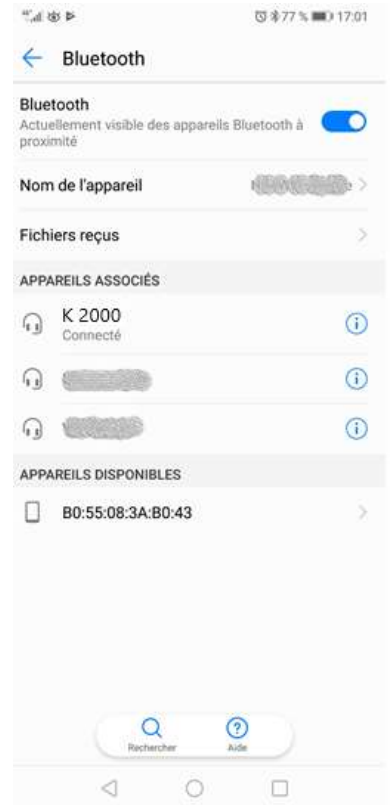 77 % 17:01
Bluetooth
Bluetooth
Actuellement visible des appareils Bluetooth à
proximité
Nom de l'appareil
Fichiers reçus
APPAREILS ASSOCIÉS
K 2000
Connecté
APPAREILS DISPONIBLES
B0:55:08:3A:B0:43
Rechercher Aide